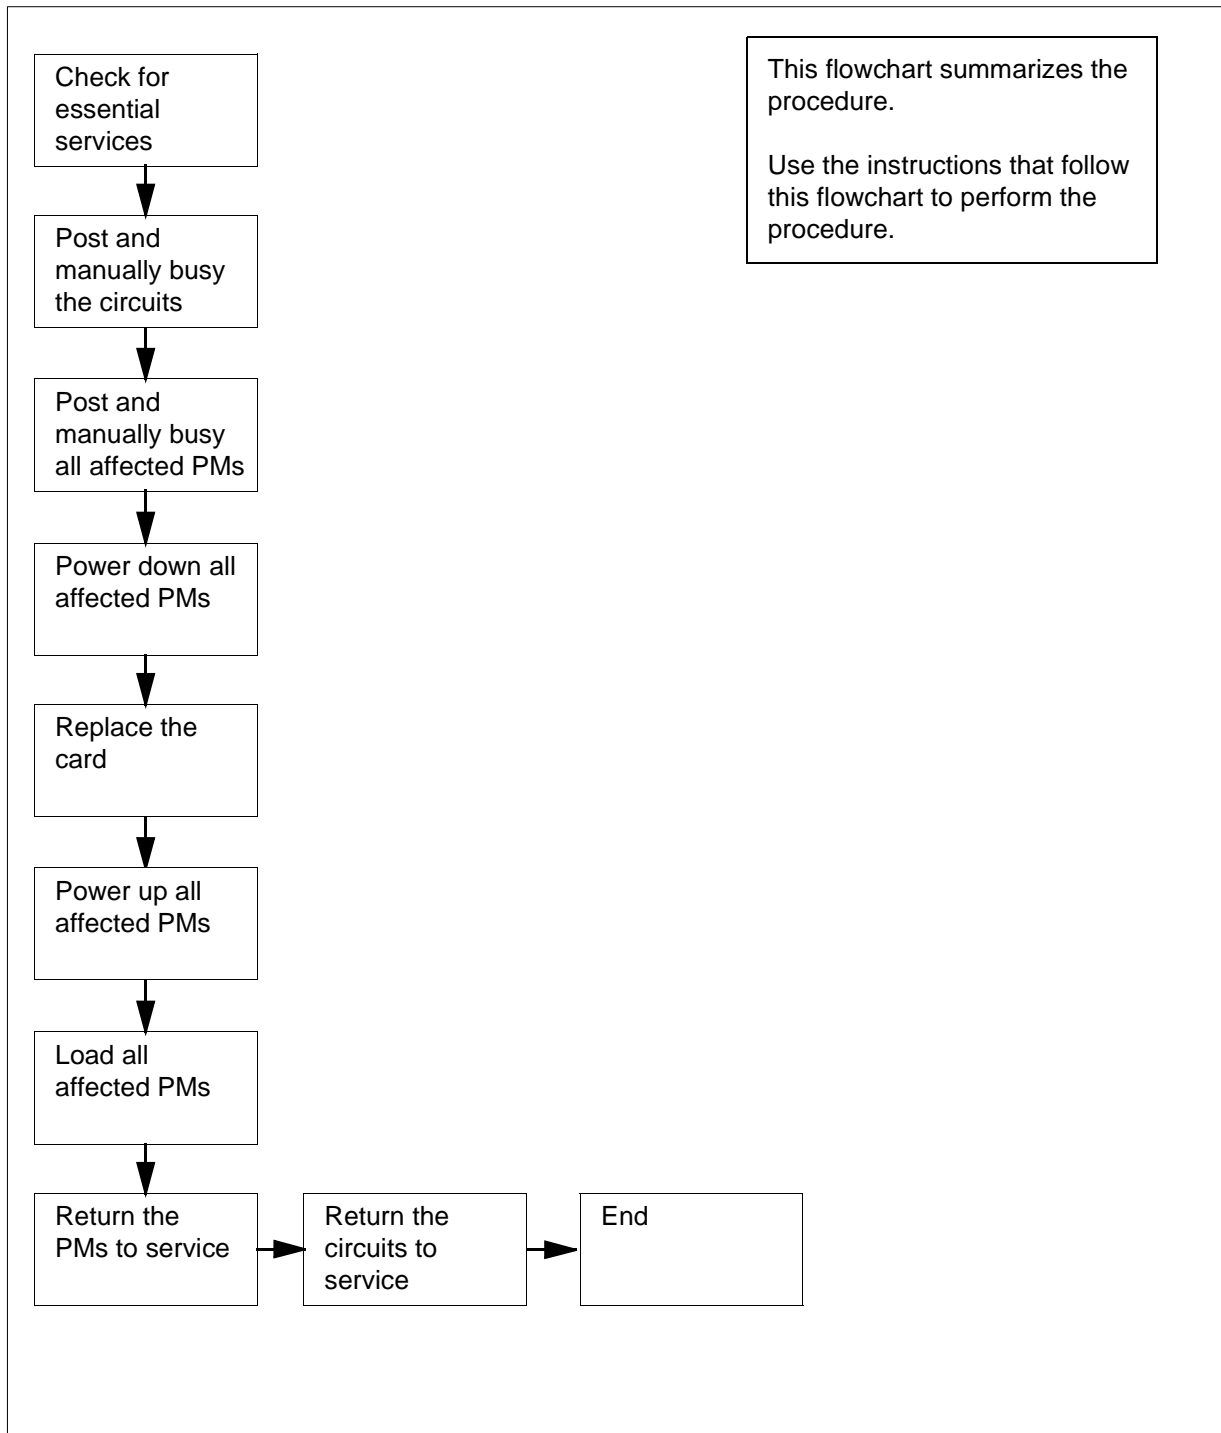 Check for
essential
services
This flowchart summarizes the
procedure.
Use the instructions that follow
this flowchart to perform the
procedure.
Post and
manually busy
the circuits
Post and
manually busy
all affected PMs
Power down all
affected PMs
Replace the
card
Power up all
affected PMs
Load all
affected PMs
Return the
PMs to service
Return the
circuits to
service
End